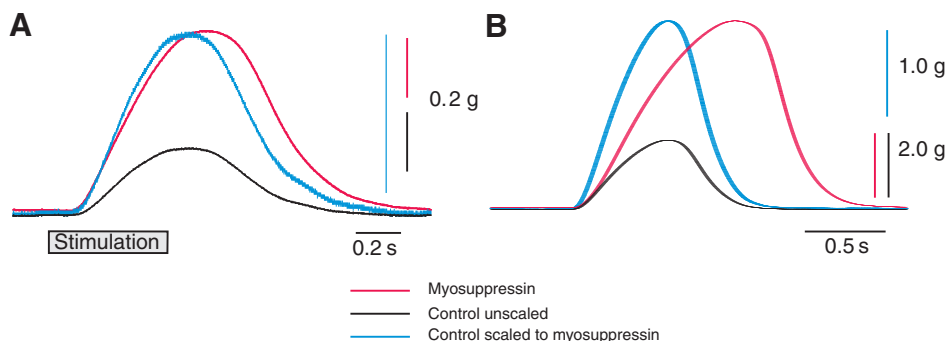 A
B
0.2 g
1.0 g
2.0 g
Stimulation
0.2 s
0.5 s
Myosuppressin
Control unscaled
Control scaled to myosuppressin